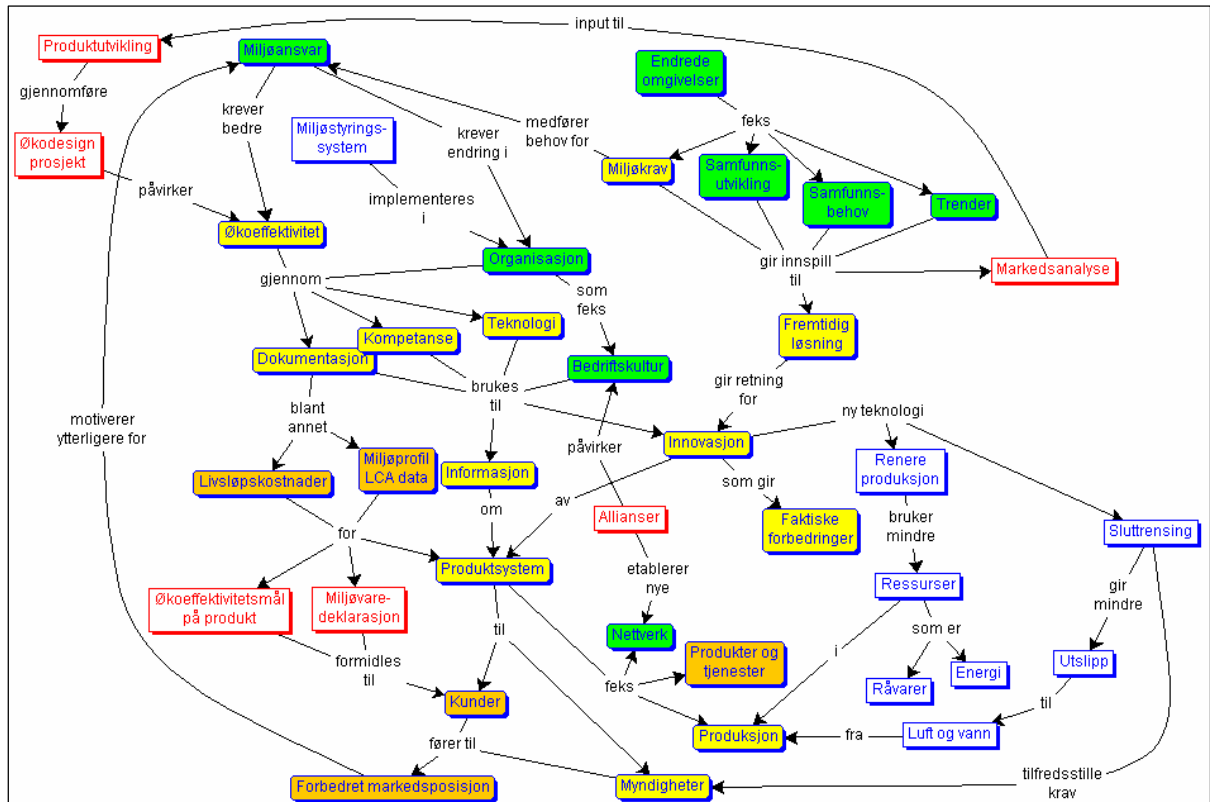 input til
Produktutvikling
Miljøansvar
Endrede
omgivelser
gjennomføre
krever
bedre
Miljøstyrings-
system
krever
endring i
medfører
behov for
feks
Økodesign
prosjekt
Miljøkrav
Samfunns-
utvikling
Samfunns-
behov
Trender
påvirker
implementeres
i
Økoeffektivitet
Organisasjon
gir innspill
til
Markedsanalyse
gjennom
som
feks
Teknologi
Kompetanse
Fremtidig
løsning
Dokumentasjon
Bedriftskultur
brukes
til
gir retning
for
blant
annet
motiverer
ytterligere for
ny teknologi
Innovasjon
påvirker
Livsløpskostnader
Miljøprofil
LCA data
Informasjon
som gir
Renere
produksjon
av
om
Allianser
Faktiske
forbedringer
bruker
mindre
Sluttrensing
for
Produktsystem
etablerer
nye
Ressurser
gir
mindre
Økoeffektivitetsmål
på produkt
Miljøvare-
deklarasjon
til
Nettverk
Produkter og
tjenester
som er
formidles
til
feks
i
Råvarer
Energi
Utslipp
Kunder
til
Produksjon
fra
Luft og vann
fører til
Forbedret markedsposisjon
Myndigheter
tilfredsstille
krav